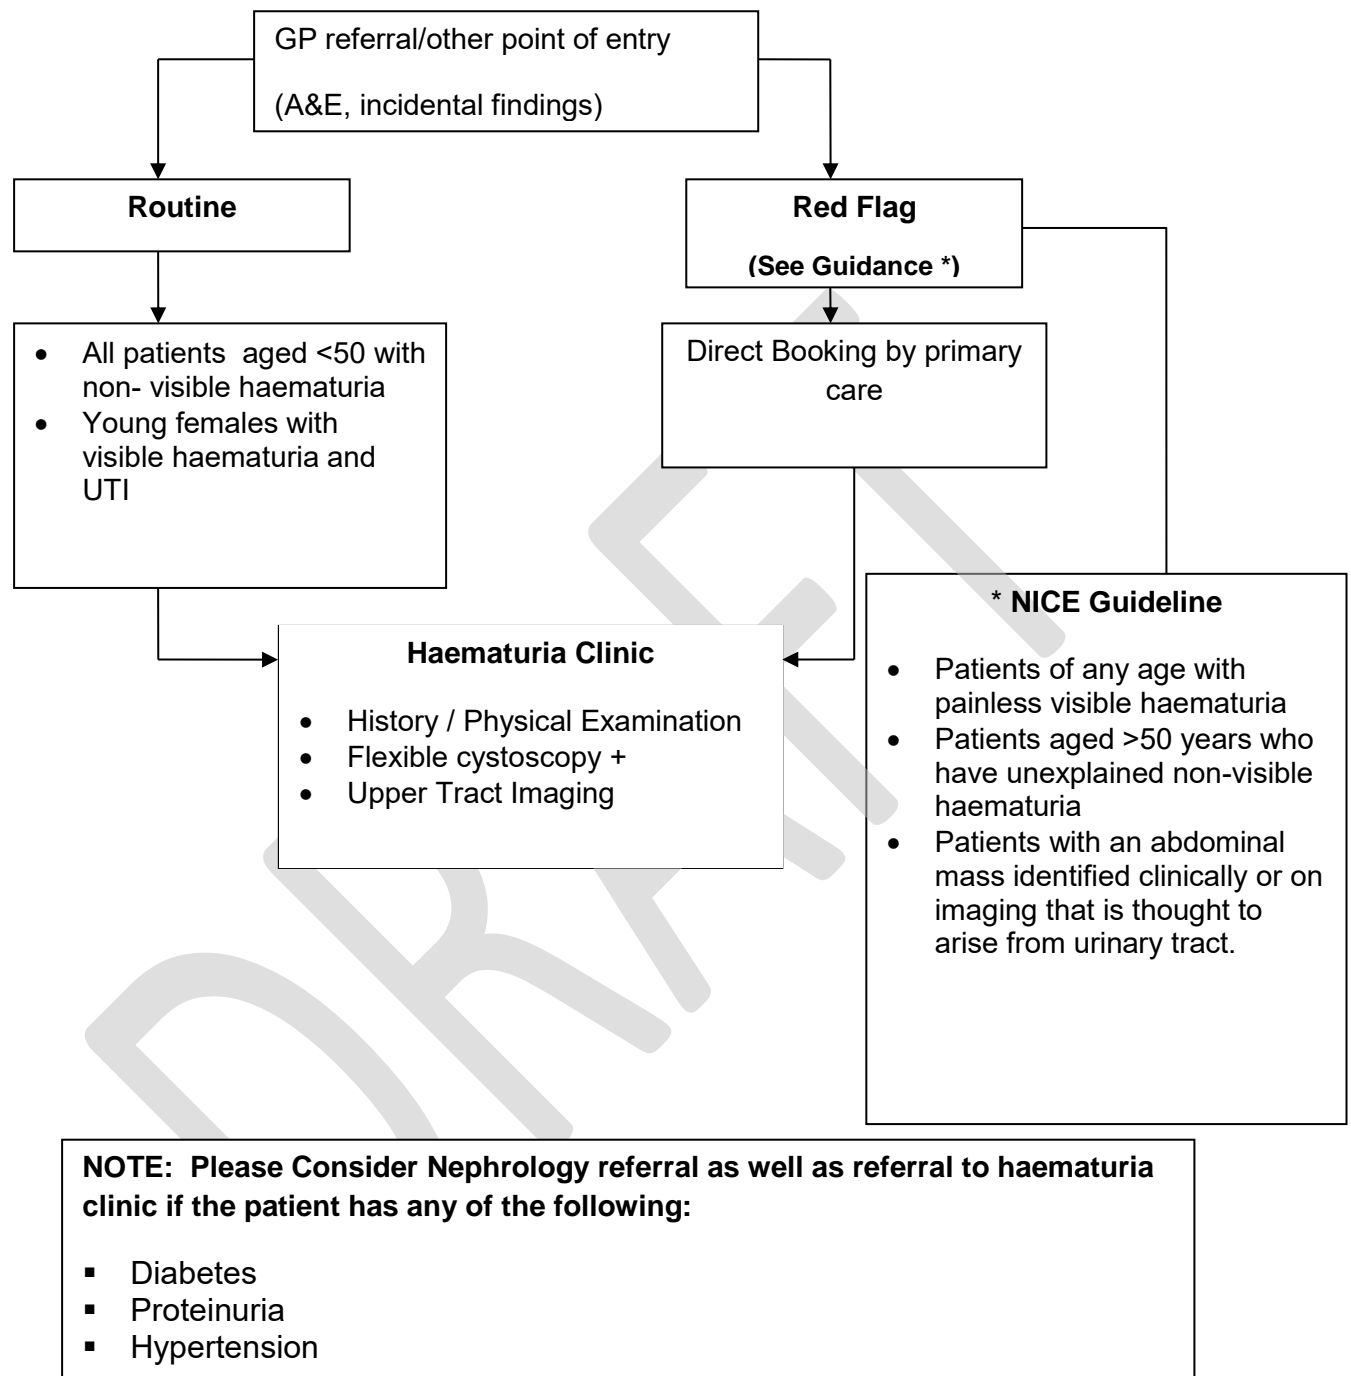 GP referral/other point of entry
(A&E, incidental findings)
Routine
Red Flag
(See Guidance *)
• All patients  aged <50 with
non- visible haematuria
• Young females with
visible haematuria and
UTI
Direct Booking by primary
care
Haematuria Clinic
• History / Physical Examination
• Flexible cystoscopy +
• Upper Tract Imaging
* NICE Guideline
• Patients of any age with
painless visible haematuria
• Patients aged >50 years who
have unexplained non-visible
haematuria
• Patients with an abdominal
mass identified clinically or on
imaging that is thought to
arise from urinary tract.
DRAFT
NOTE:  Please Consider Nephrology referral as well as referral to haematuria
clinic if the patient has any of the following:
▪ Diabetes
▪ Proteinuria
▪ Hypertension